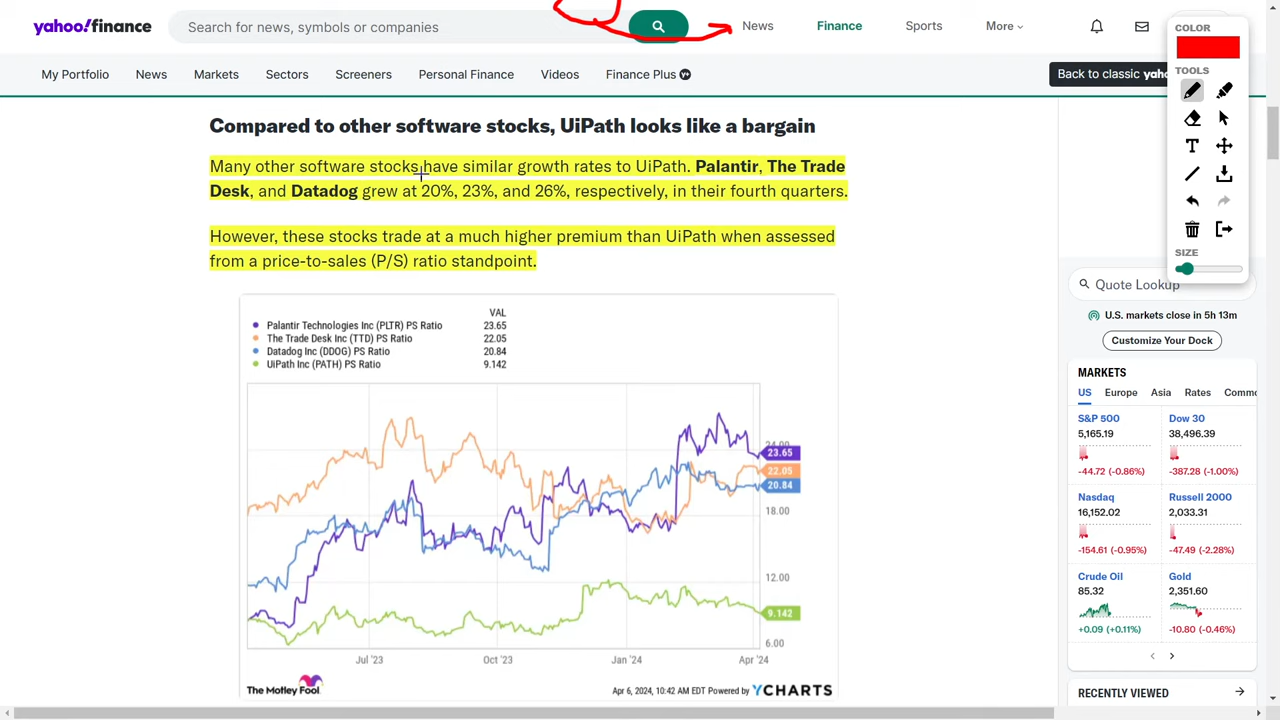 yahoo!finance
Search for news, symbols or companies
News
Finance
Sports
More
COLOR
TOOLS
SIZE
My Portfolio
News
Markets
Sectors
Screeners
Personal Finance
Videos
Finance Plus
Back to classic
Compared to other software stocks, UiPath looks like a bargain
Many other software stocks have similar growth rates to UiPath. Palantir, The Trade
Desk, and Datadog grew at 20%, 23%, and 26%, respectively, in their fourth quarters.
However, these stocks trade at a much higher premium than UiPath when assessed
from a price-to-sales (P/S) ratio standpoint.
VAL
Palantir Technologies Inc (PLTR) PS Ratio 23.65
The Trade Desk Inc (TTD) PS Ratio 22.05
Datadog Inc (DDOG) PS Ratio 20.84
UiPath Inc (PATH) PS Ratio 9.142
24.00
23.65
22.05
20.84
18.00
12.00
9.142
6.00
Jul '23 Oct '23 Jan '24 Apr '24
The Motley Fool
Apr 6, 2024, 10:42 AM EDT Powered by YCHARTS
Quote Lookup
U.S. markets close in 5h 13m
Customize Your Dock
MARKETS
US Europe Asia Rates Commo
S&P 500 Dow 30
5,165.19 38,496.39
-44.72 (-0.86%) -387.28 (-1.00%)
Nasdaq Russell 2000
16,152.02 2,033.31
-154.61 (-0.95%) -47.49 (-2.28%)
Crude Oil Gold
85.32 2,351.60
+0.09 (+0.11%) -10.80 (-0.46%)
RECENTLY VIEWED